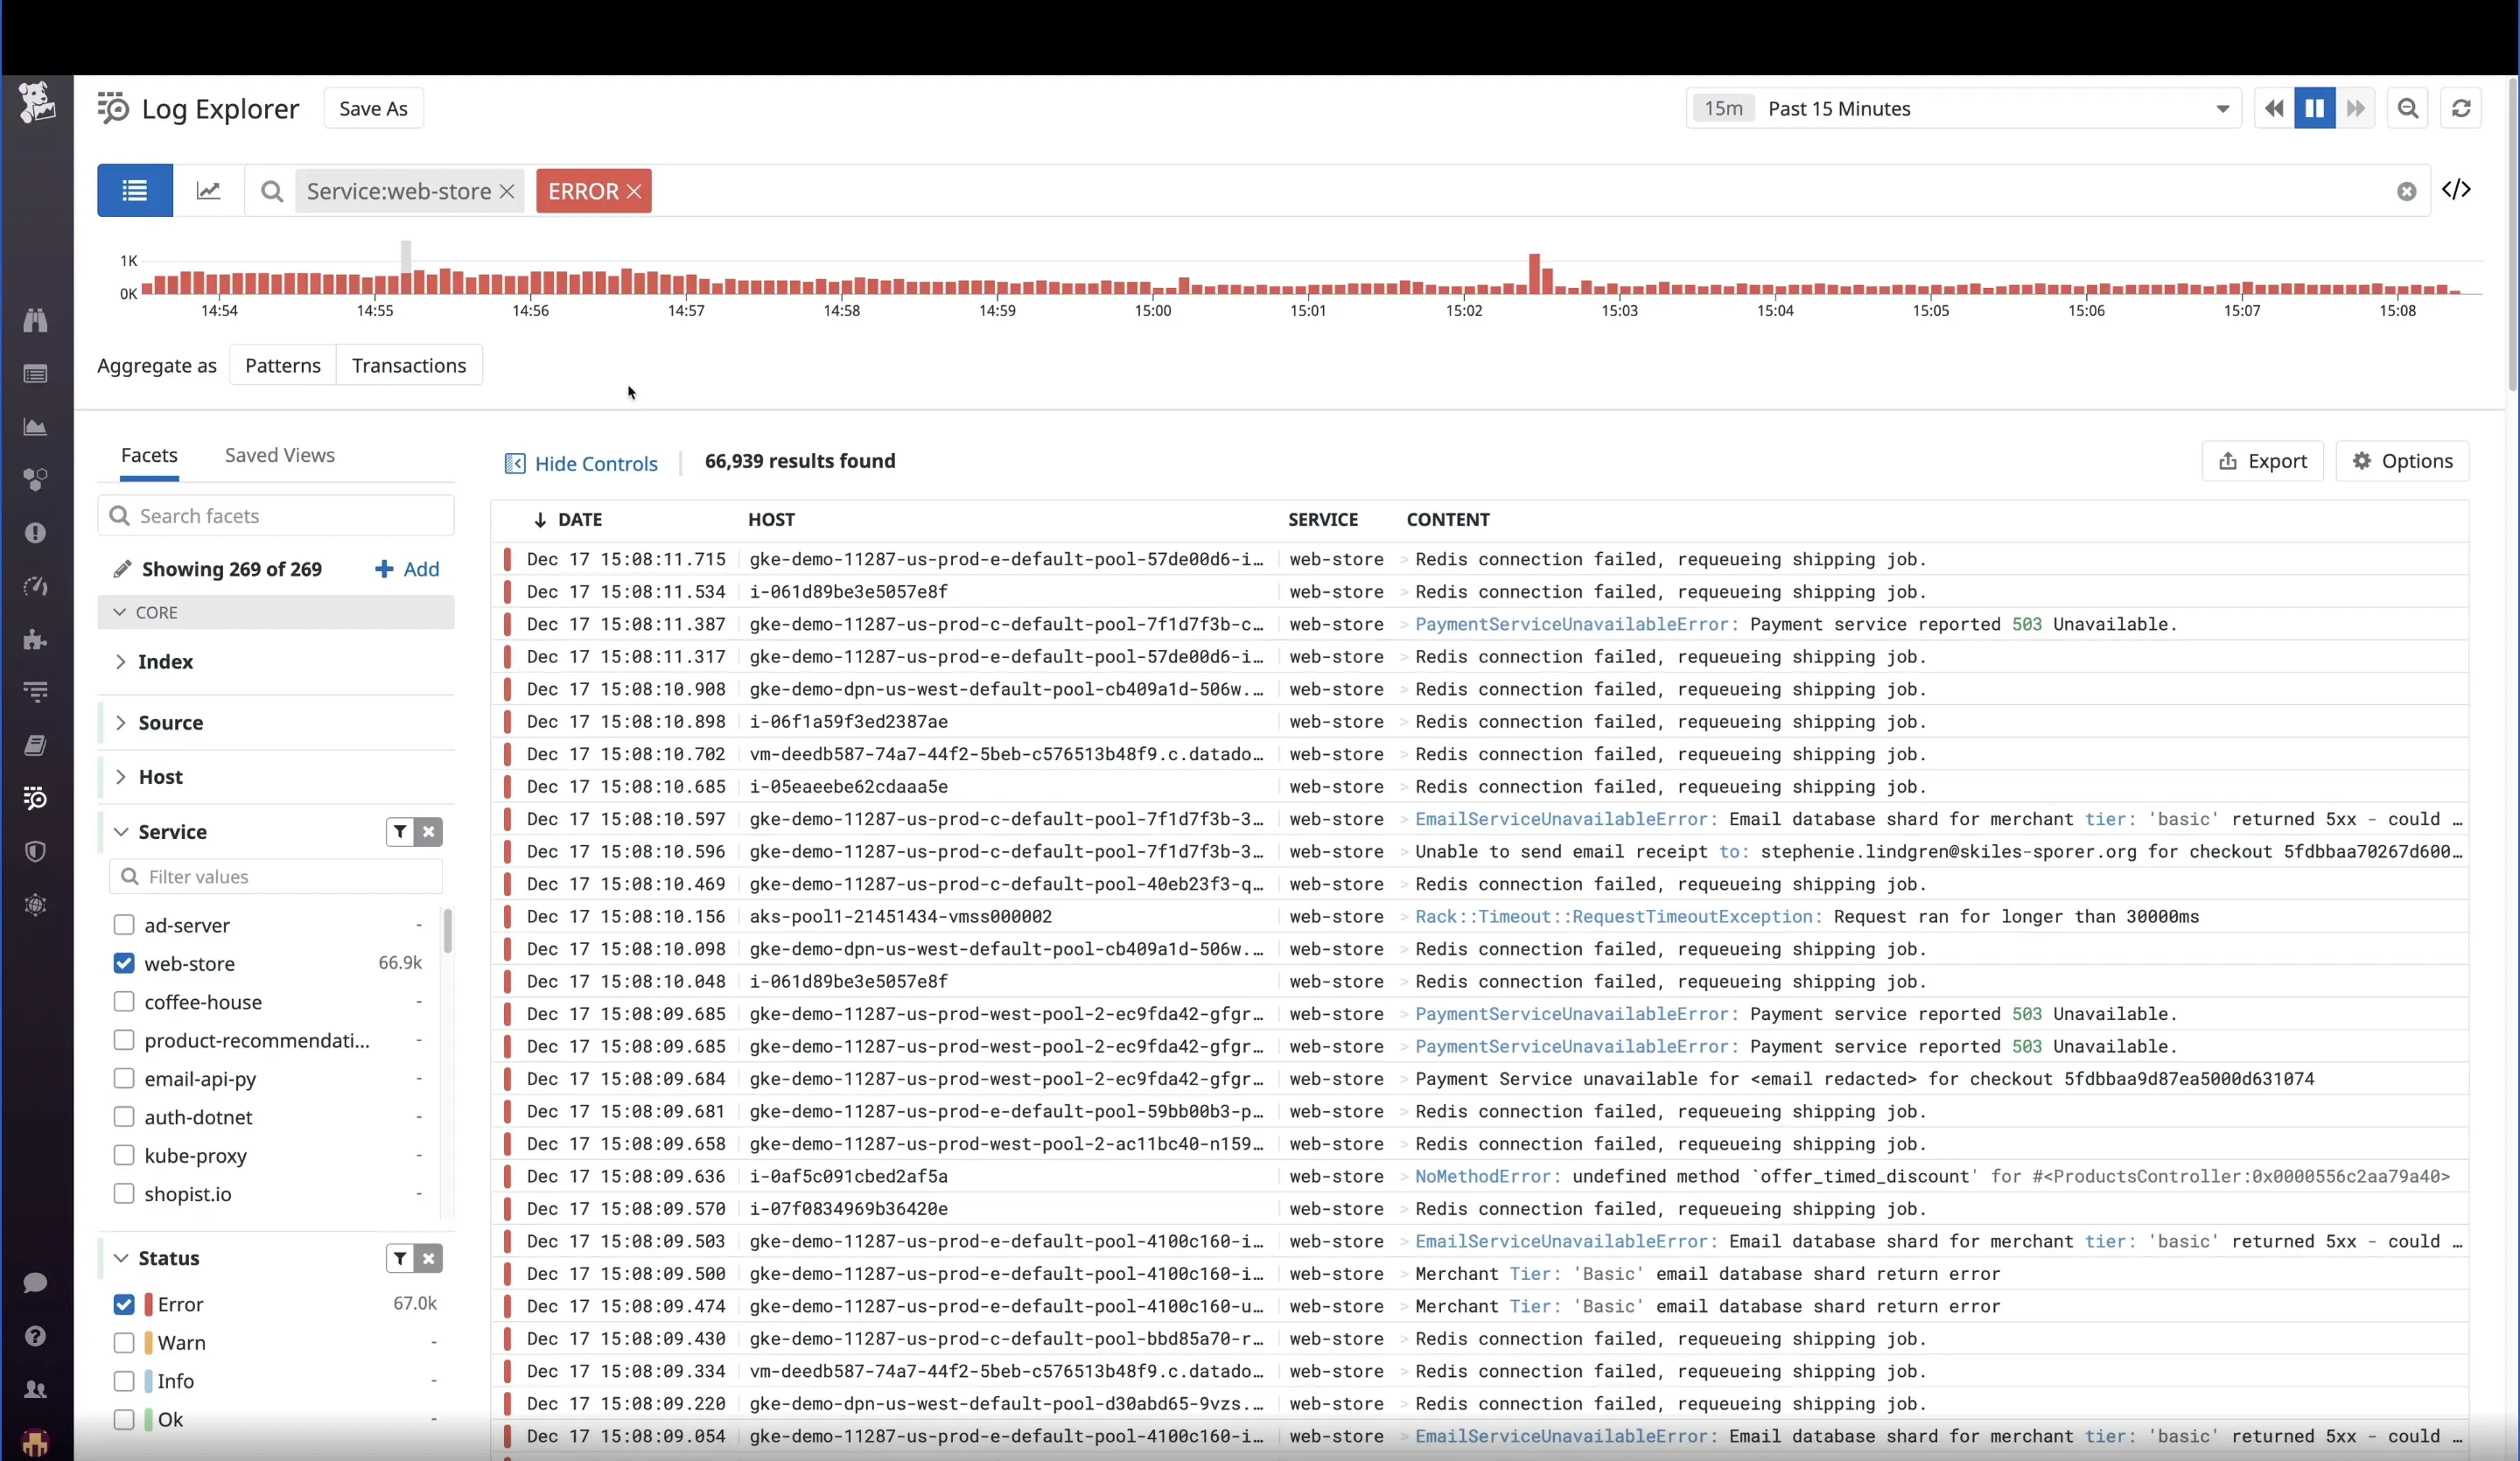 Log Explorer Save As 15m Past 15 Minutes
Service:web-store ERROR </>
1K
0K
14:54 14:55 14:56 14:57 14:58 14:59 15:00 15:01 15:02 15:03 15:04 15:05 15:06 15:07 15:08
Aggregate as Patterns Transactions
Facets Saved Views
Search facets
Showing 269 of 269 Add
CORE
Index
Source
Host
Service
Filter values
ad-server -
web-store 66.9k
coffee-house -
product-recommendati... -
email-api-py -
auth-dotnet -
kube-proxy -
shopist.io -
Status
Error 67.0k
Warn -
Info -
Ok -
Hide Controls 66,939 results found Export Options
DATE HOST SERVICE CONTENT
Dec 17 15:08:11.715 gke-demo-11287-us-prod-e-default-pool-57de00d6-i… web-store > Redis connection failed, requeueing shipping job.
Dec 17 15:08:11.534 i-061d89be3e5057e8f web-store > Redis connection failed, requeueing shipping job.
Dec 17 15:08:11.387 gke-demo-11287-us-prod-c-default-pool-7f1d7f3b-c… web-store > PaymentServiceUnavailableError: Payment service reported 503 Unavailable.
Dec 17 15:08:11.317 gke-demo-11287-us-prod-e-default-pool-57de00d6-i… web-store > Redis connection failed, requeueing shipping job.
Dec 17 15:08:10.908 gke-demo-dpn-us-west-default-pool-cb409a1d-506w.… web-store > Redis connection failed, requeueing shipping job.
Dec 17 15:08:10.898 i-06f1a59f3ed2387ae web-store > Redis connection failed, requeueing shipping job.
Dec 17 15:08:10.702 vm-deedb587-74a7-44f2-5beb-c576513b48f9.c.datado… web-store > Redis connection failed, requeueing shipping job.
Dec 17 15:08:10.685 i-05eaeebe62cdaaa5e web-store > Redis connection failed, requeueing shipping job.
Dec 17 15:08:10.597 gke-demo-11287-us-prod-c-default-pool-7f1d7f3b-3… web-store > EmailServiceUnavailableError: Email database shard for merchant tier: 'basic' returned 5xx - could …
Dec 17 15:08:10.596 gke-demo-11287-us-prod-c-default-pool-7f1d7f3b-3… web-store > Unable to send email receipt to: stephenie.lindgren@skiles-sporer.org for checkout 5fdbbaa70267d600…
Dec 17 15:08:10.469 gke-demo-11287-us-prod-c-default-pool-40eb23f3-q… web-store > Redis connection failed, requeueing shipping job.
Dec 17 15:08:10.156 aks-pool1-21451434-vmss000002 web-store > Rack::Timeout::RequestTimeoutException: Request ran for longer than 30000ms
Dec 17 15:08:10.098 gke-demo-dpn-us-west-default-pool-cb409a1d-506w.… web-store > Redis connection failed, requeueing shipping job.
Dec 17 15:08:10.048 i-061d89be3e5057e8f web-store > Redis connection failed, requeueing shipping job.
Dec 17 15:08:09.685 gke-demo-11287-us-prod-west-pool-2-ec9fda42-gfgr… web-store > PaymentServiceUnavailableError: Payment service reported 503 Unavailable.
Dec 17 15:08:09.685 gke-demo-11287-us-prod-west-pool-2-ec9fda42-gfgr… web-store > PaymentServiceUnavailableError: Payment service reported 503 Unavailable.
Dec 17 15:08:09.684 gke-demo-11287-us-prod-west-pool-2-ec9fda42-gfgr… web-store > Payment Service unavailable for <email redacted> for checkout 5fdbbaa9d87ea5000d631074
Dec 17 15:08:09.681 gke-demo-11287-us-prod-e-default-pool-59bb00b3-p… web-store > Redis connection failed, requeueing shipping job.
Dec 17 15:08:09.658 gke-demo-11287-us-prod-west-pool-2-ac11bc40-n159… web-store > Redis connection failed, requeueing shipping job.
Dec 17 15:08:09.636 i-0af5c091cbed2af5a web-store > NoMethodError: undefined method `offer_timed_discount' for #<ProductsController:0x0000556c2aa79a40>
Dec 17 15:08:09.570 i-07f0834969b36420e web-store > Redis connection failed, requeueing shipping job.
Dec 17 15:08:09.503 gke-demo-11287-us-prod-e-default-pool-4100c160-i… web-store > EmailServiceUnavailableError: Email database shard for merchant tier: 'basic' returned 5xx - could …
Dec 17 15:08:09.500 gke-demo-11287-us-prod-e-default-pool-4100c160-i… web-store > Merchant Tier: 'Basic' email database shard return error
Dec 17 15:08:09.474 gke-demo-11287-us-prod-e-default-pool-4100c160-u… web-store > Merchant Tier: 'Basic' email database shard return error
Dec 17 15:08:09.430 gke-demo-11287-us-prod-c-default-pool-bbd85a70-r… web-store > Redis connection failed, requeueing shipping job.
Dec 17 15:08:09.334 vm-deedb587-74a7-44f2-5beb-c576513b48f9.c.datado… web-store > Redis connection failed, requeueing shipping job.
Dec 17 15:08:09.220 gke-demo-dpn-us-west-default-pool-d30abd65-9vzs.… web-store > Redis connection failed, requeueing shipping job.
Dec 17 15:08:09.054 gke-demo-11287-us-prod-e-default-pool-4100c160-i… web-store > EmailServiceUnavailableError: Email database shard for merchant tier: 'basic' returned 5xx - could …